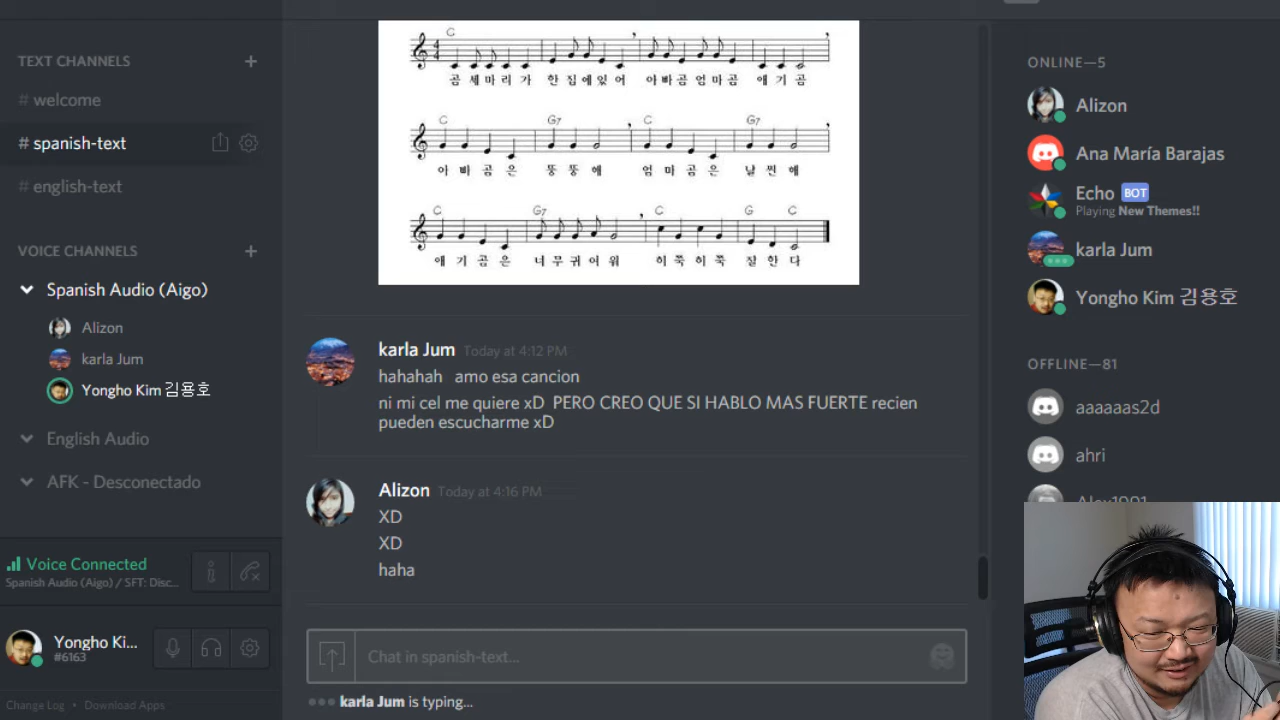 TEXT CHANNELS
# welcome
# spanish-text
# english-text
VOICE CHANNELS
Spanish Audio (Aigo)
Alizon
karla Jum
Yongho Kim 김용호
English Audio
AFK - Desconectado
Voice Connected
Spanish Audio (Aigo) / SFT: Disc...
Yongho Ki...
#6163
Change Log • Download Apps
C
곰 세 마 리 가 한 집 에 있 어 아 빠 곰 엄 마 곰 애 기 곰
C G7 C G7
아 빠 곰 은 뚱 뚱 해 엄 마 곰 은 날 씬 해
C G7 C G C
애 기 곰 은 너 무 귀 여 워 히 쭉 히 쭉 잘 한 다
karla Jum Today at 4:12 PM
hahahah amo esa cancion
ni mi cel me quiere xD PERO CREO QUE SI HABLO MAS FUERTE recien
pueden escucharme xD
Alizon Today at 4:16 PM
XD
XD
haha
Chat in spanish-text...
karla Jum is typing...
ONLINE—5
Alizon
Ana María Barajas
Echo BOT
Playing New Themes!!
karla Jum
Yongho Kim 김용호
OFFLINE—81
aaaaaas2d
ahri